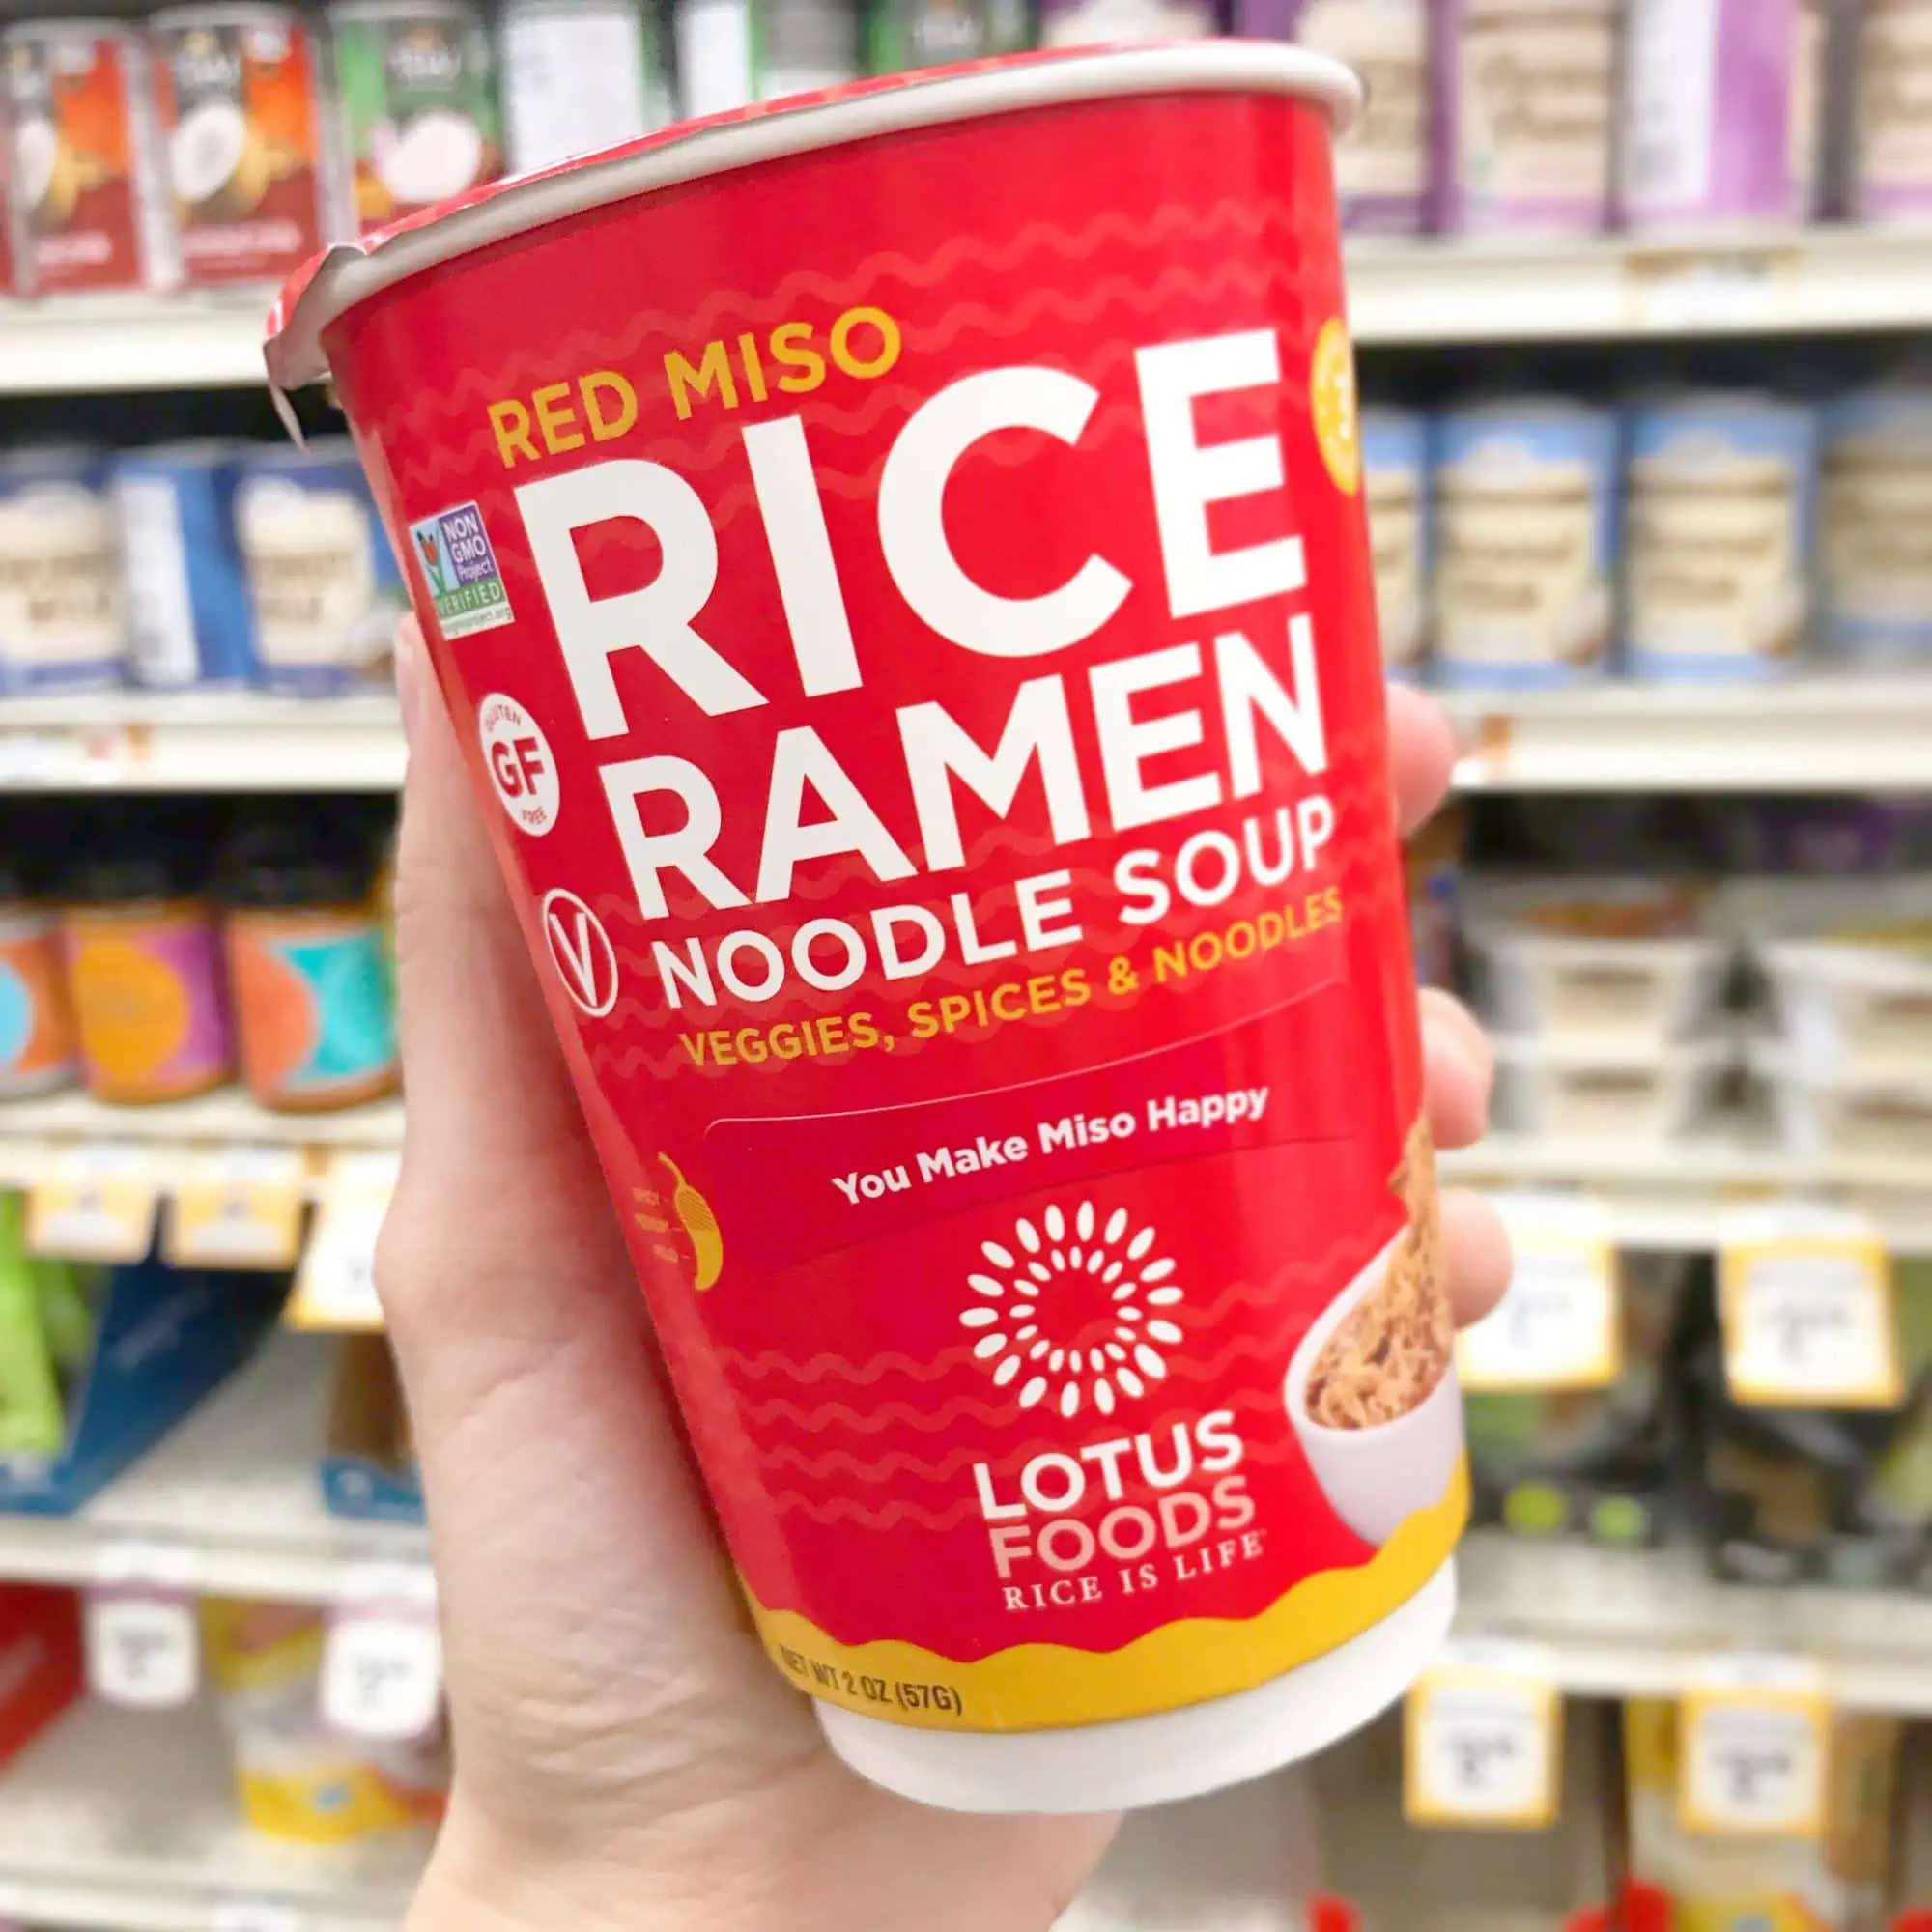 RED MISO
RICE
RAMEN
NOODLE SOUP
VEGGIES, SPICES & NOODLES
NON
GMO
Project
VERIFIED
GLUTEN
GF
FREE
V
You Make Miso Happy
LOTUS
FOODS
RICE IS LIFE
NET WT 2 OZ (57G)